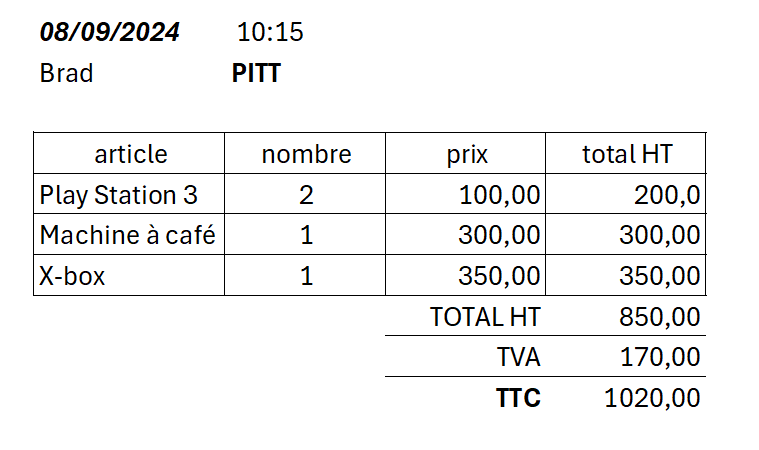 08/09/2024 10:15
Brad PITT
article nombre prix total HT
Play Station 3 2 100,00 200,0
Machine à café 1 300,00 300,00
X-box 1 350,00 350,00
TOTAL HT 850,00
TVA 170,00
TTC 1020,00